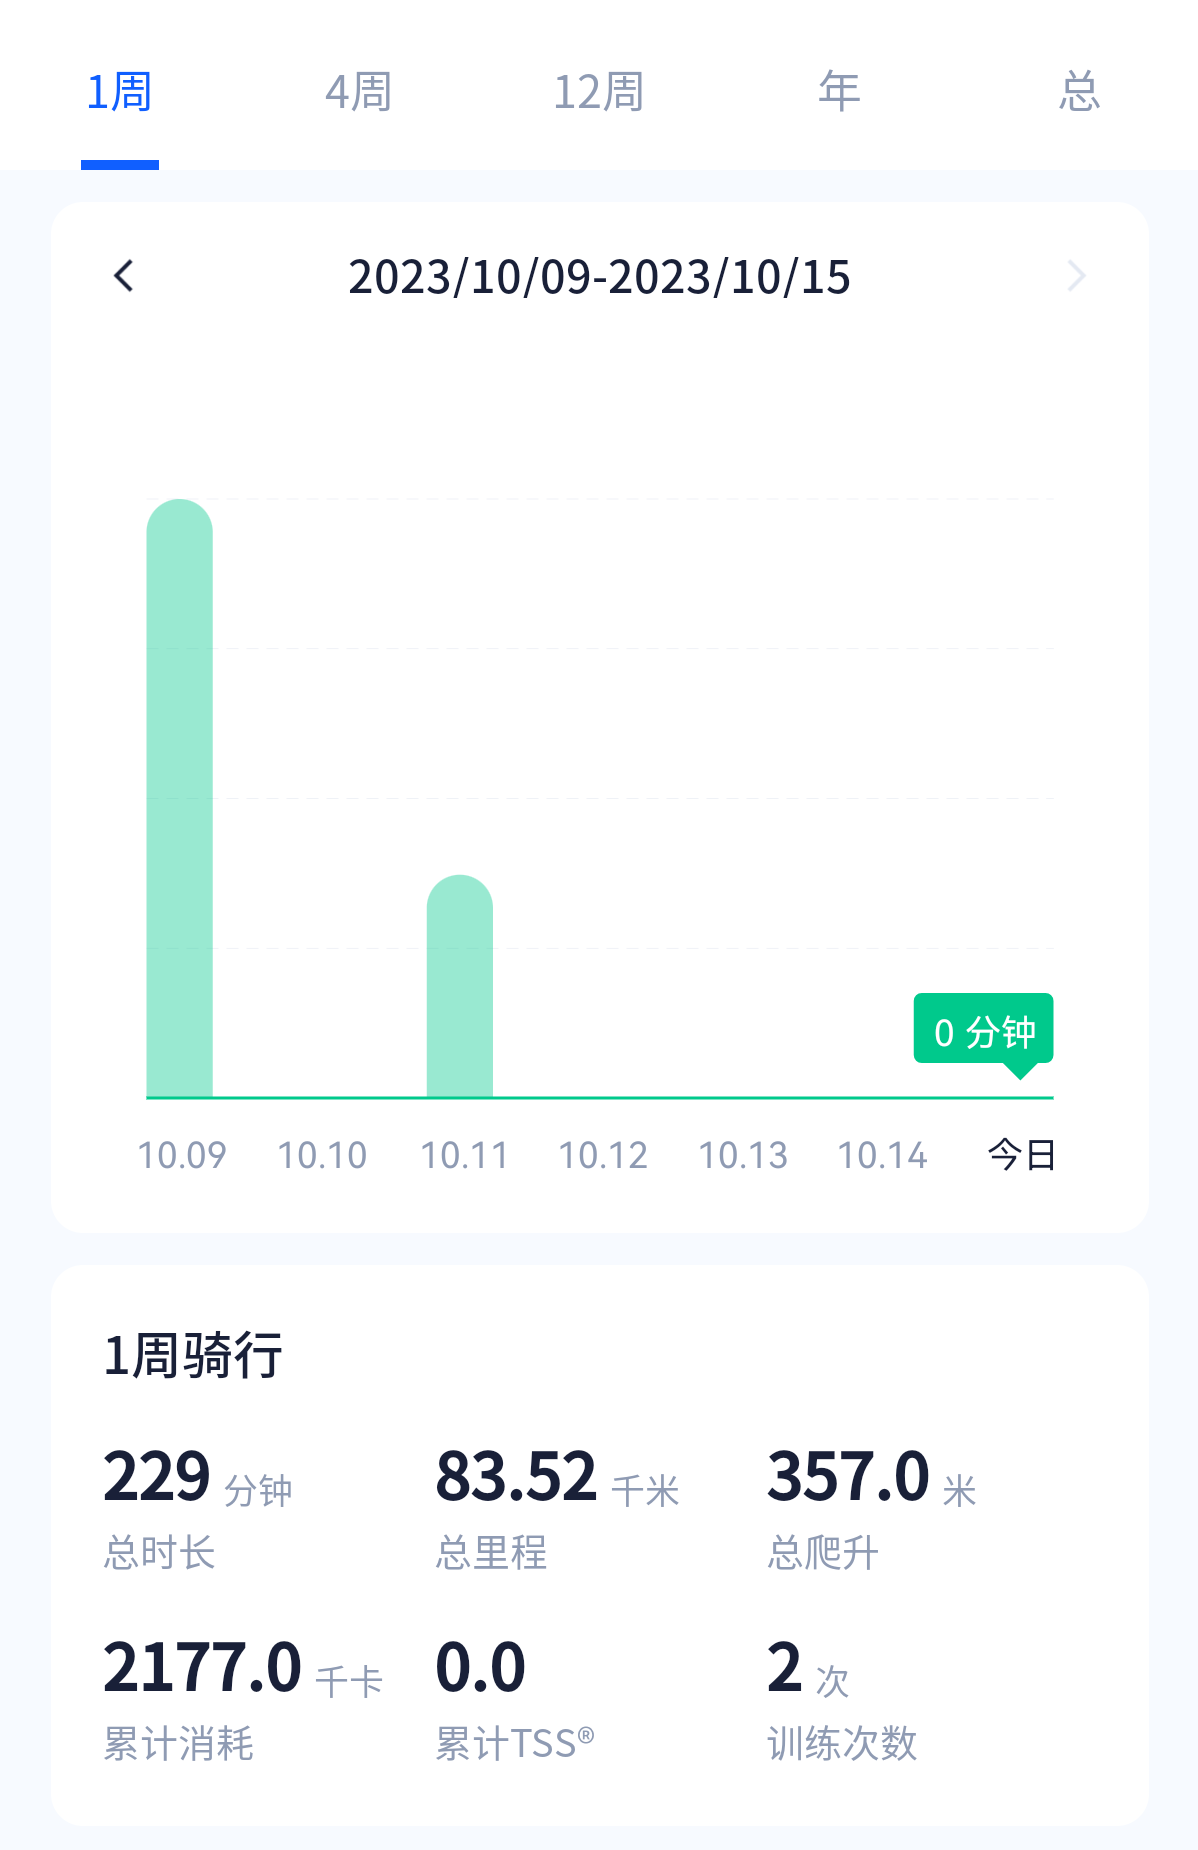 1周 4周 12周 年 总
2023/10/09-2023/10/15
0 分钟
10.09 10.10 10.11 10.12 10.13 10.14 今日
1周骑行
229 分钟 83.52 千米 357.0 米
总时长 总里程 总爬升
2177.0 千卡 0.0 2 次
累计消耗 累计TSS® 训练次数